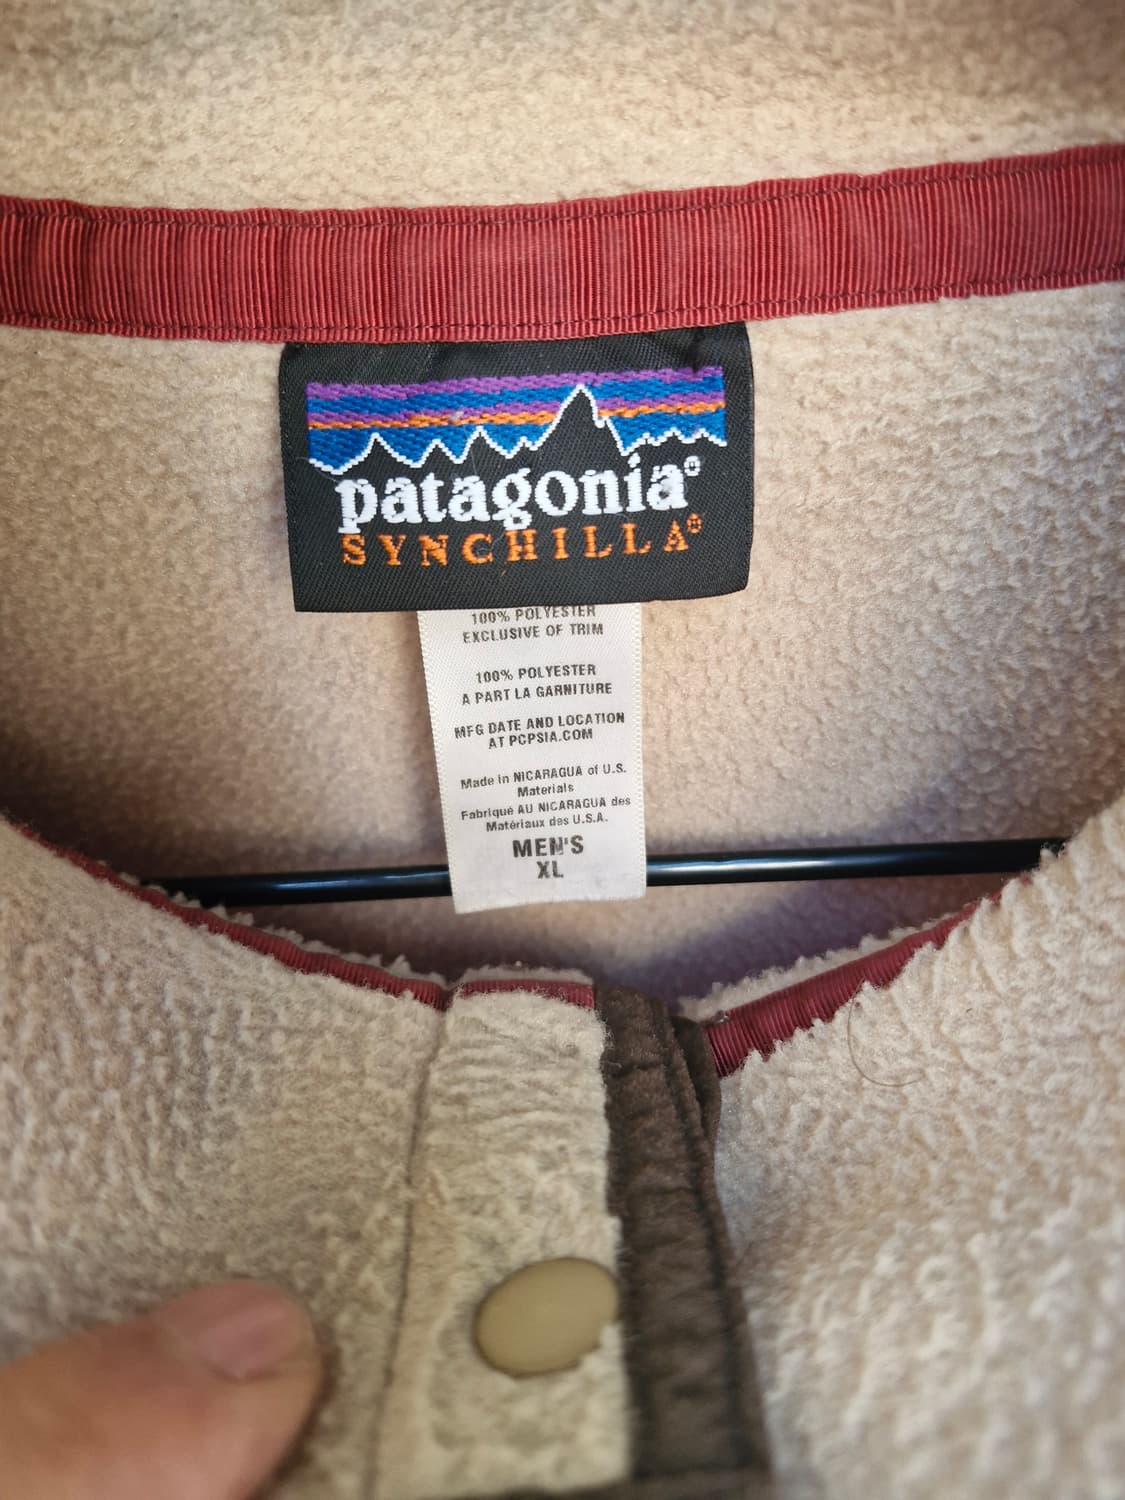 patagonia®
SYNCHILLA®
100% POLYESTER
EXCLUSIVE OF TRIM
100% POLYESTER
A PART LA GARNITURE
MFG DATE AND LOCATION
AT PCPSIA.COM
Made in NICARAGUA of U.S.
Materials
Fabriqué AU NICARAGUA des
Matériaux des U.S.A.
MEN'S
XL